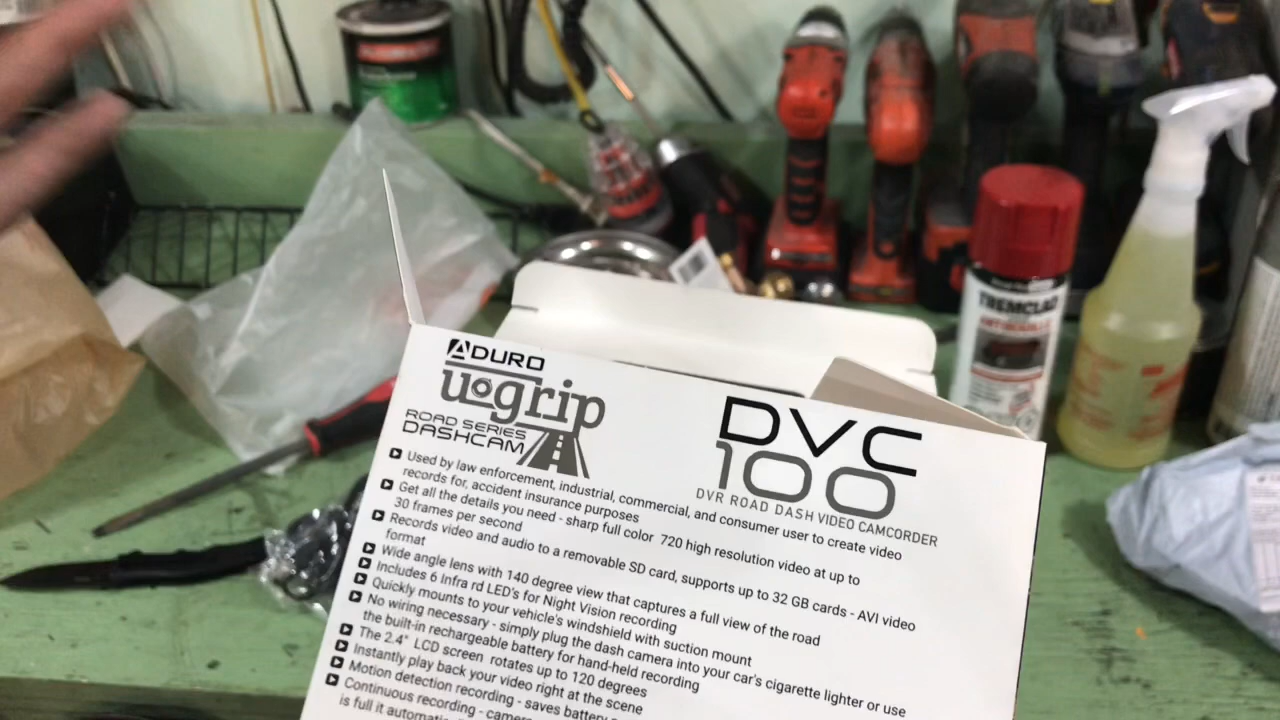 TREMCLAD
ADURO
u-grip
ROAD SERIES
DASHCAM
DVC
100
DVR ROAD DASH VIDEO CAMCORDER
Used by law enforcement, industrial, commercial, and consumer user to create video
records for, accident insurance purposes
Get all the details you need - sharp full color 720 high resolution video at up to
30 frames per second
Records video and audio to a removable SD card, supports up to 32 GB cards - AVI video
format
Wide angle lens with 140 degree view that captures a full view of the road
Includes 6 Infra rd LED's for Night Vision recording
Quickly mounts to your vehicle's windshield with suction mount
No wiring necessary - simply plug the dash camera into your car's cigarette lighter or use
the built-in rechargeable battery for hand-held recording
The 2.4" LCD screen rotates up to 120 degrees
Instantly play back your video right at the scene
Motion detection recording - saves battery
Continuous recording - camera
is full it